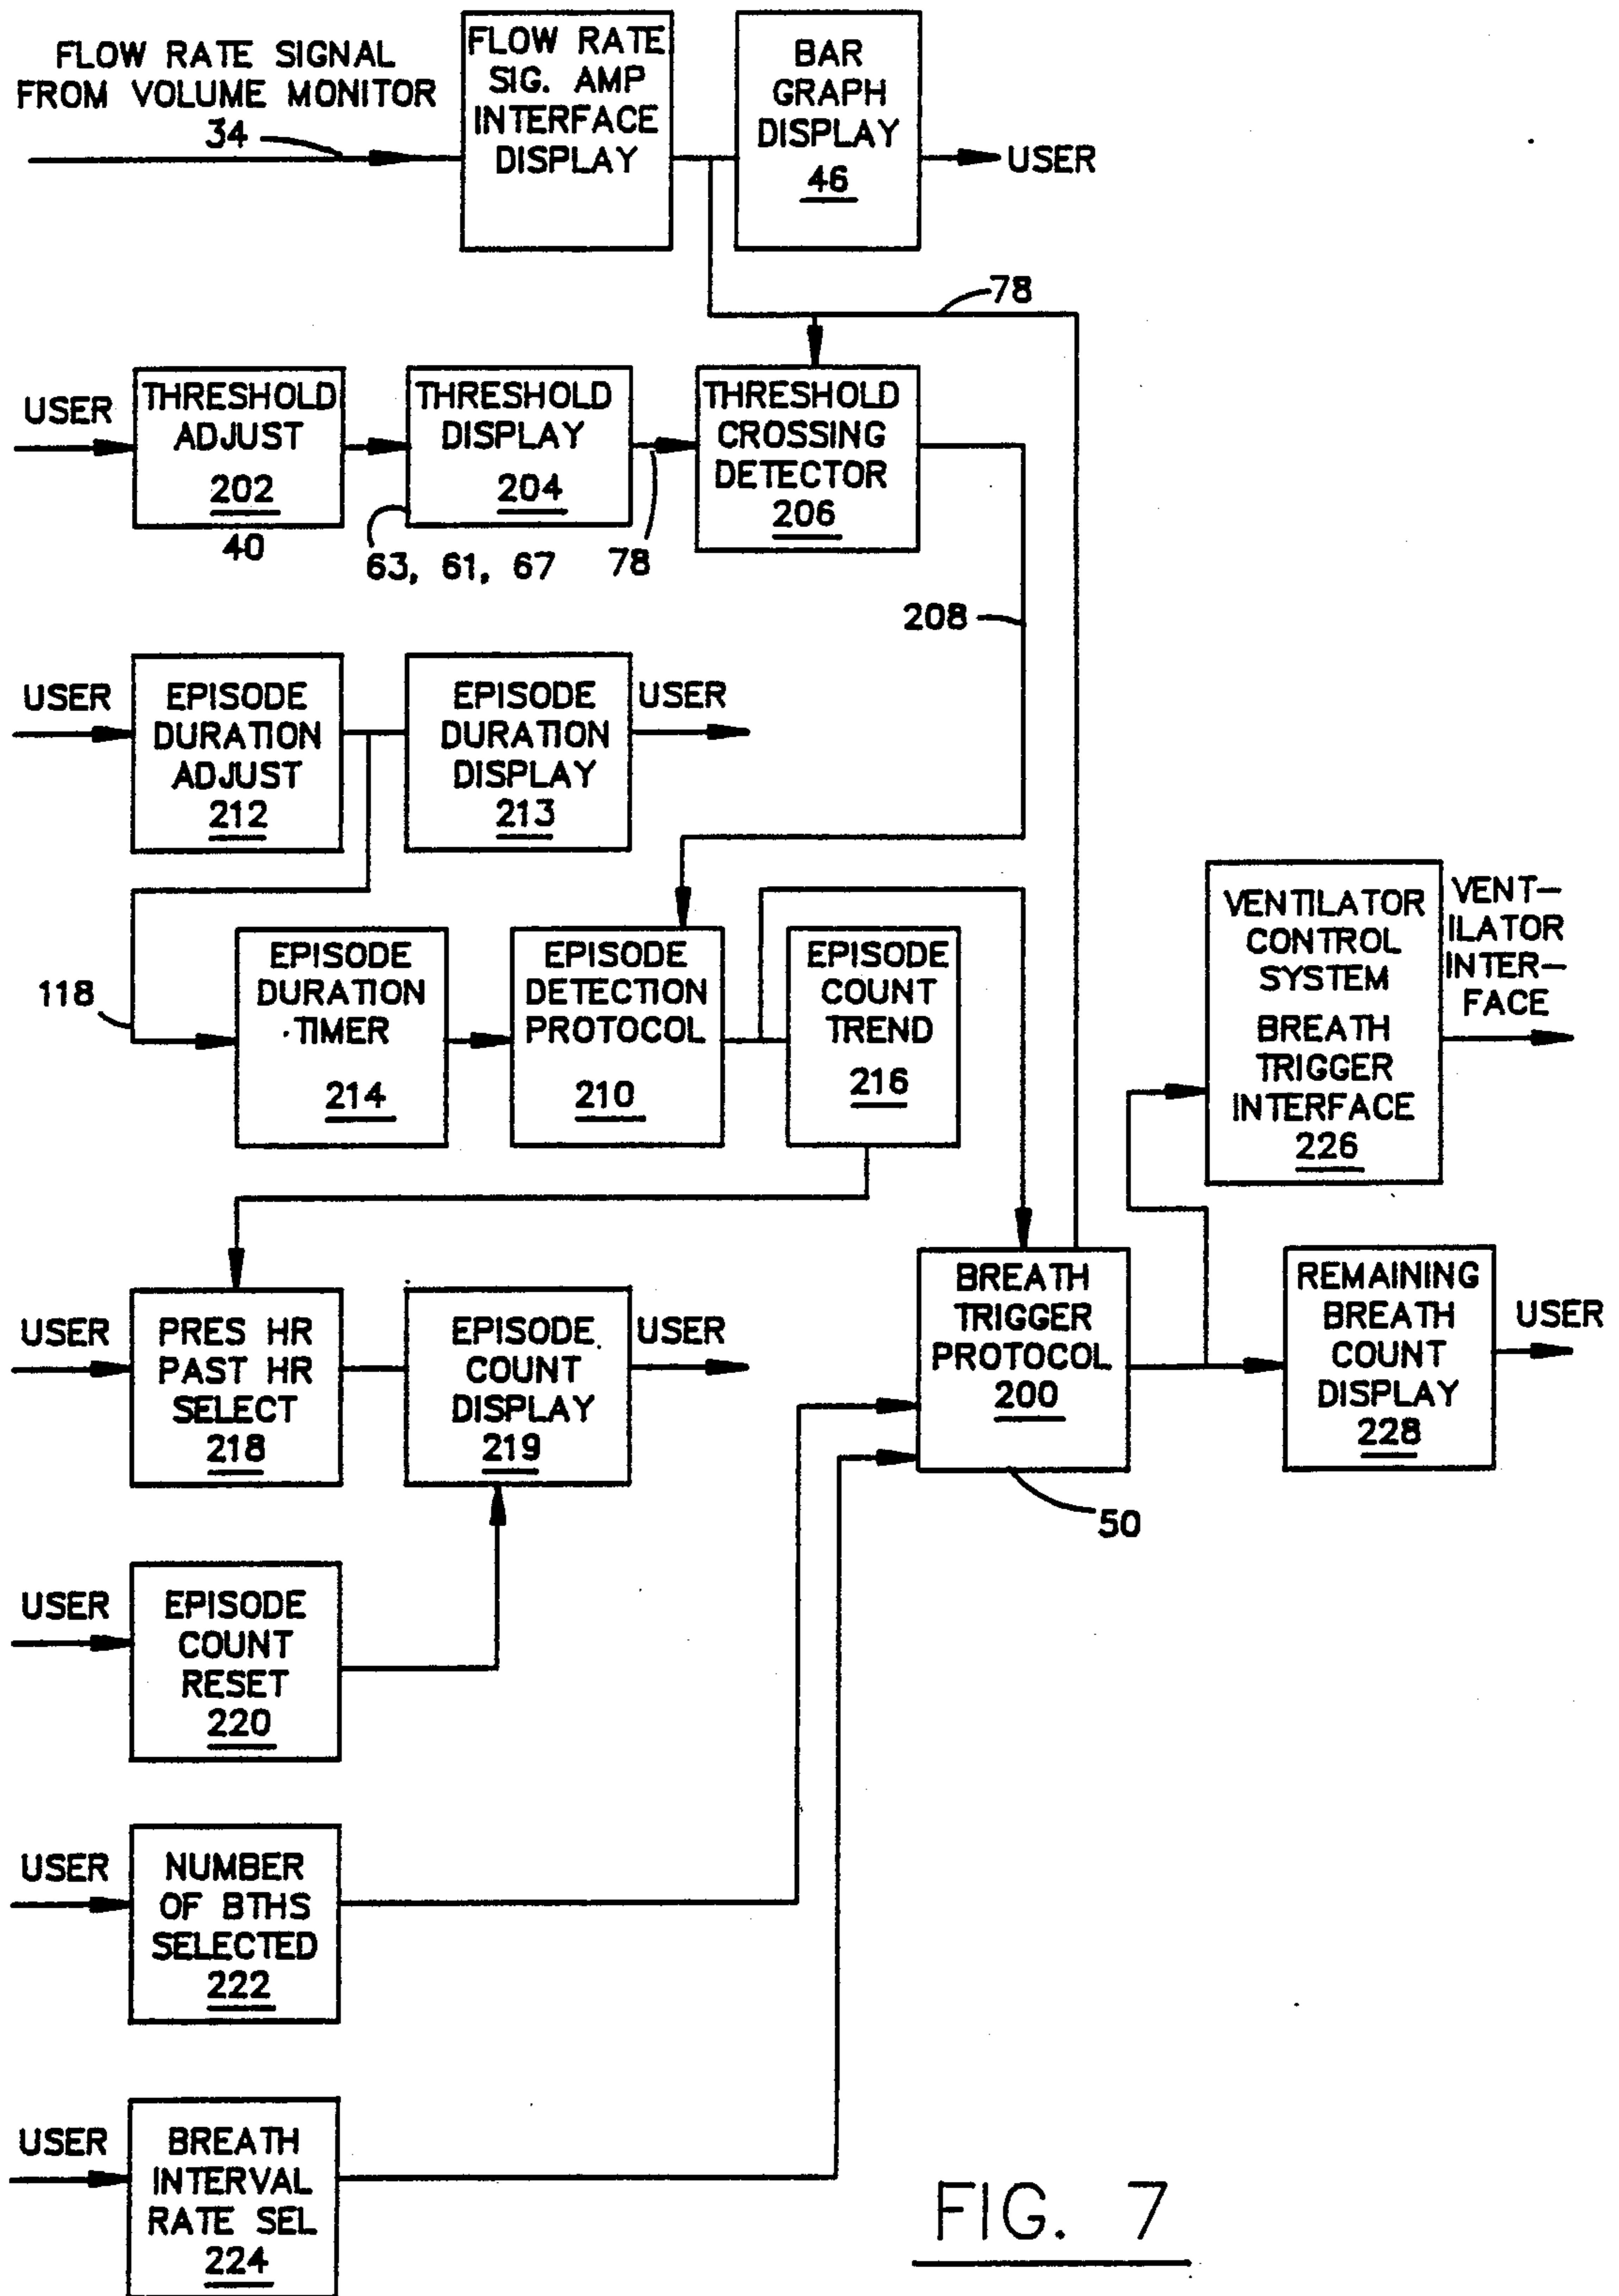 FLOW RATE SIGNAL
FROM VOLUME MONITOR
34
FLOW RATE
SIG. AMP
INTERFACE
DISPLAY
BAR
GRAPH
DISPLAY
46
USER
78
USER
THRESHOLD
ADJUST
202
40
THRESHOLD
DISPLAY
204
63, 61, 67
78
THRESHOLD
CROSSING
DETECTOR
206
208
USER
EPISODE
DURATION
ADJUST
212
EPISODE
DURATION
DISPLAY
213
USER
118
EPISODE
DURATION
TIMER
214
EPISODE
DETECTION
PROTOCOL
210
EPISODE
COUNT
TREND
216
VENTILATOR
CONTROL
SYSTEM
BREATH
TRIGGER
INTERFACE
226
VENT-
ILATOR
INTER-
FACE
USER
PRES HR
PAST HR
SELECT
218
EPISODE
COUNT
DISPLAY
219
USER
BREATH
TRIGGER
PROTOCOL
200
50
REMAINING
BREATH
COUNT
DISPLAY
228
USER
USER
EPISODE
COUNT
RESET
220
USER
NUMBER
OF BTHS
SELECTED
222
USER
BREATH
INTERVAL
RATE SEL
224
FIG. 7